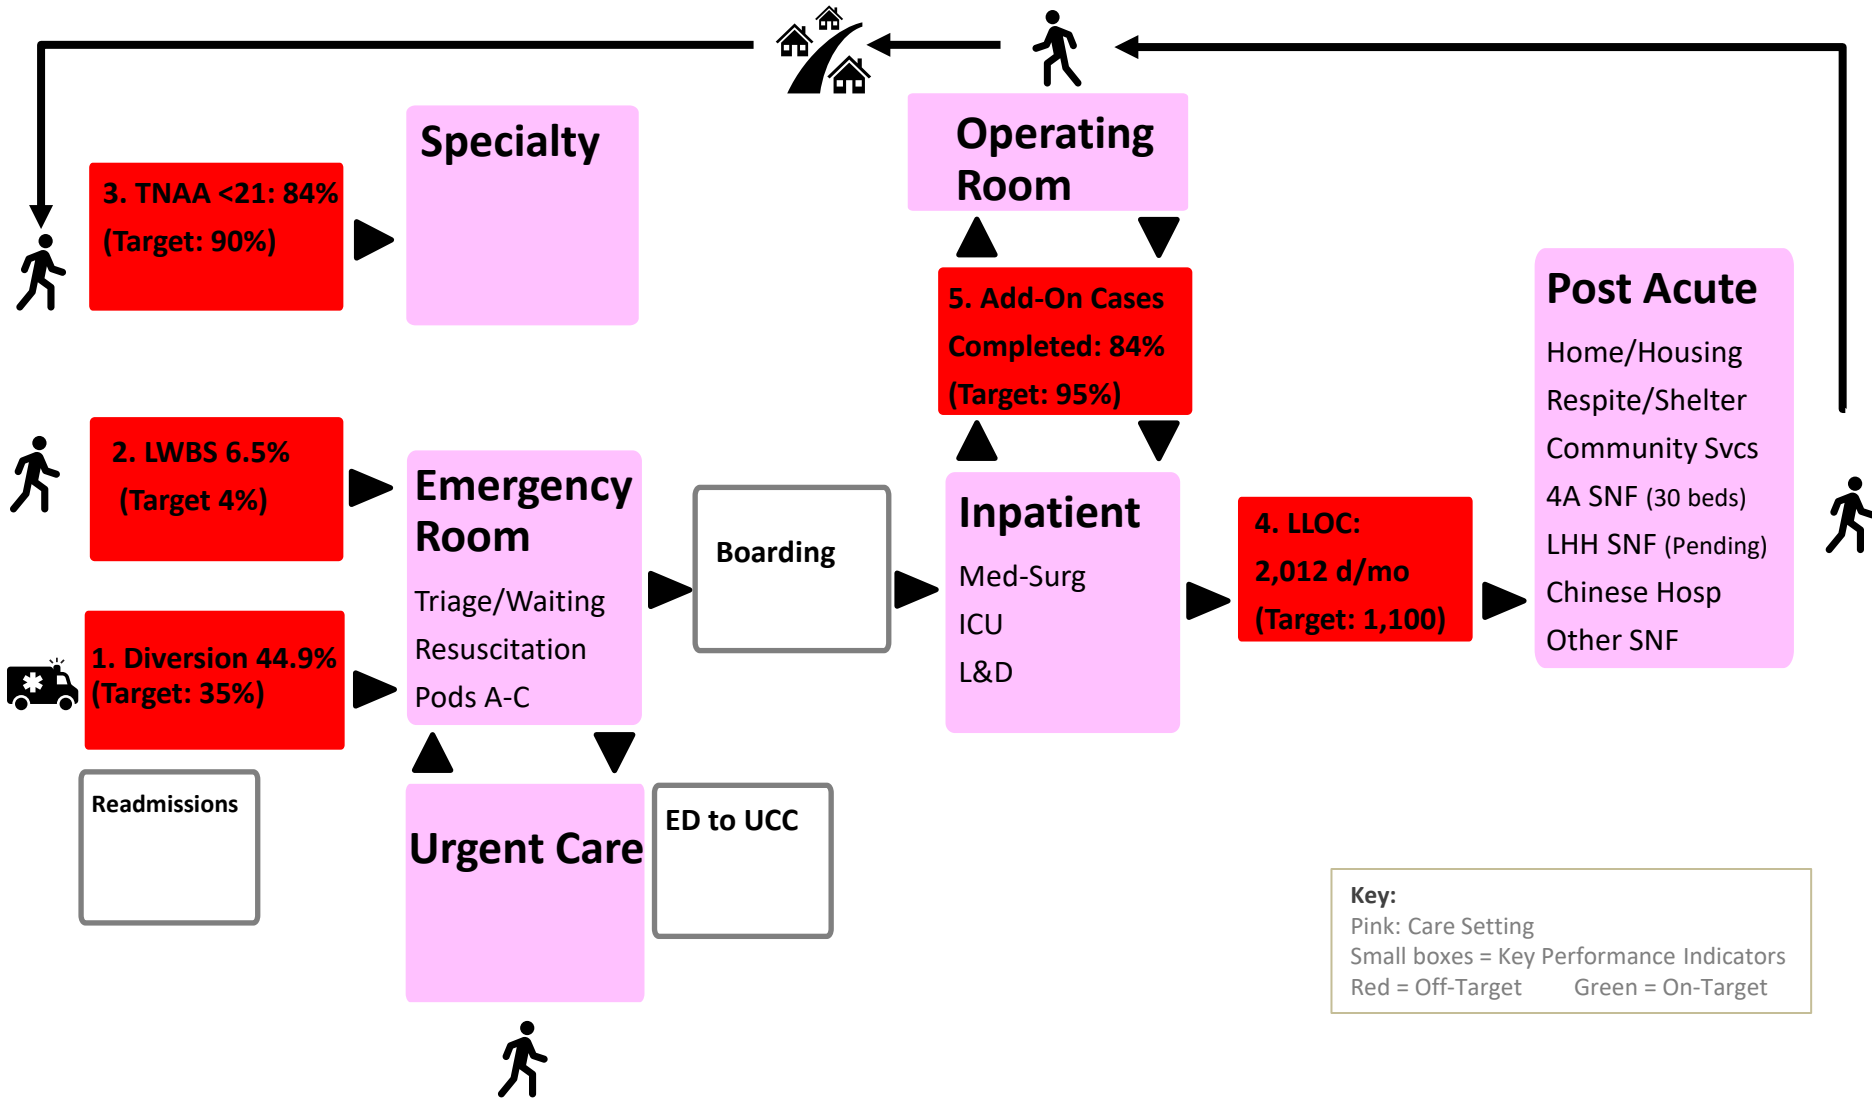 Specialty
Operating
Room
3. TNAA <21: 84%
(Target: 90%)
5. Add-On Cases
Completed: 84%
(Target: 95%)
Post Acute
Home/Housing
Respite/Shelter
Community Svcs
4A SNF (30 beds)
LHH SNF (Pending)
Chinese Hosp
Other SNF
2. LWBS 6.5%
(Target 4%)
Emergency
Room
Triage/Waiting
Resuscitation
Pods A-C
Boarding
Inpatient
Med-Surg
ICU
L&D
4. LLOC:
2,012 d/mo
(Target: 1,100)
1. Diversion 44.9%
(Target: 35%)
Readmissions
Urgent Care
ED to UCC
Key:
Pink: Care Setting
Small boxes = Key Performance Indicators
Red = Off-Target Green = On-Target